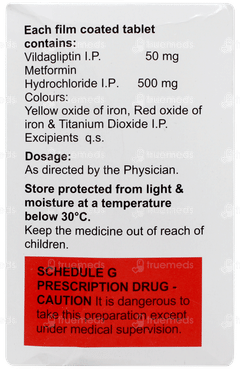 Each film coated tablet
contains:
Vildagliptin I.P. 50 mg
Metformin
Hydrochloride I.P. 500 mg
Colours:
Yellow oxide of iron, Red oxide of
iron & Titanium Dioxide I.P.
Excipients q.s.
Dosage:
As directed by the Physician.
Store protected from light &
moisture at a temperature
below 30°C.
Keep the medicine out of reach of
children.
SCHEDULE G
PRESCRIPTION DRUG -
CAUTION It is dangerous to
take this preparation except
under medical supervision.
truemeds
truemeds